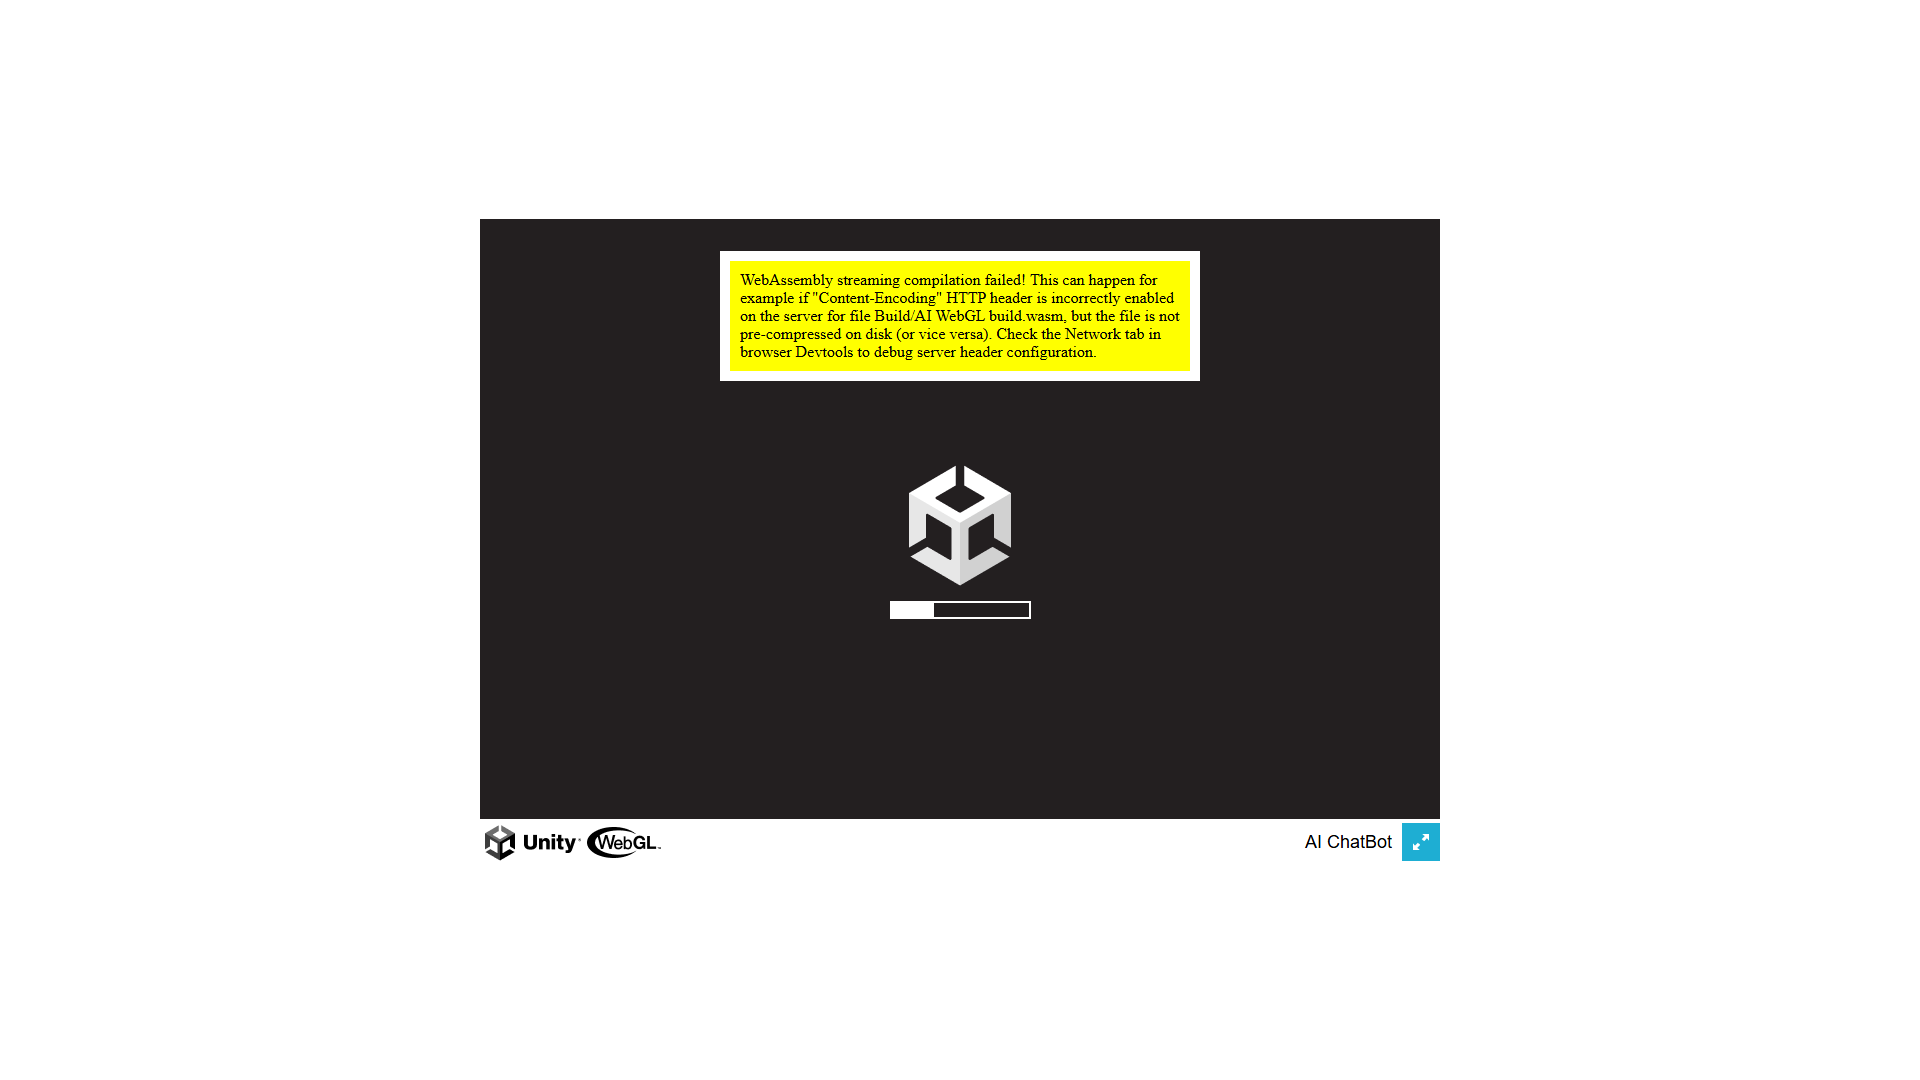 WebAssembly streaming compilation failed! This can happen for
example if "Content-Encoding" HTTP header is incorrectly enabled
on the server for file Build/AI WebGL build.wasm, but the file is not
pre-compressed on disk (or vice versa). Check the Network tab in
browser Devtools to debug server header configuration.
Unity WebGL™
AI ChatBot